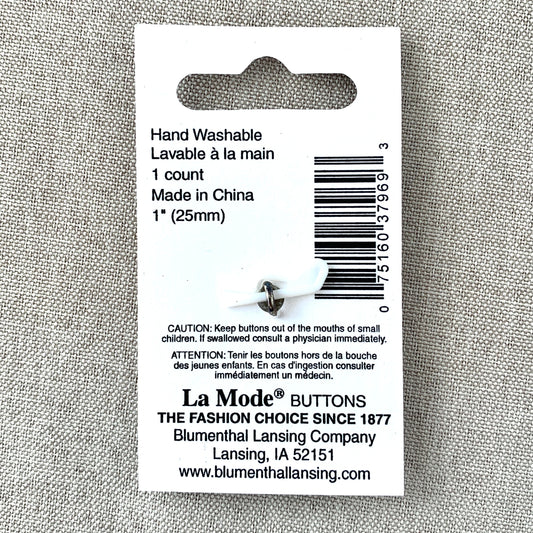 Hand Washable
Lavable à la main
1 count
Made in China
1" (25mm)
0 75160 37969 3
CAUTION: Keep buttons out of the mouths of small
children. If swallowed consult a physician immediately.
ATTENTION: Tenir les boutons hors de la bouche
des jeunes enfants. En cas d'ingestion consulter
immédiatement un médecin.
La Mode® BUTTONS
THE FASHION CHOICE SINCE 1877
Blumenthal Lansing Company
Lansing, IA 52151
www.blumenthallansing.com